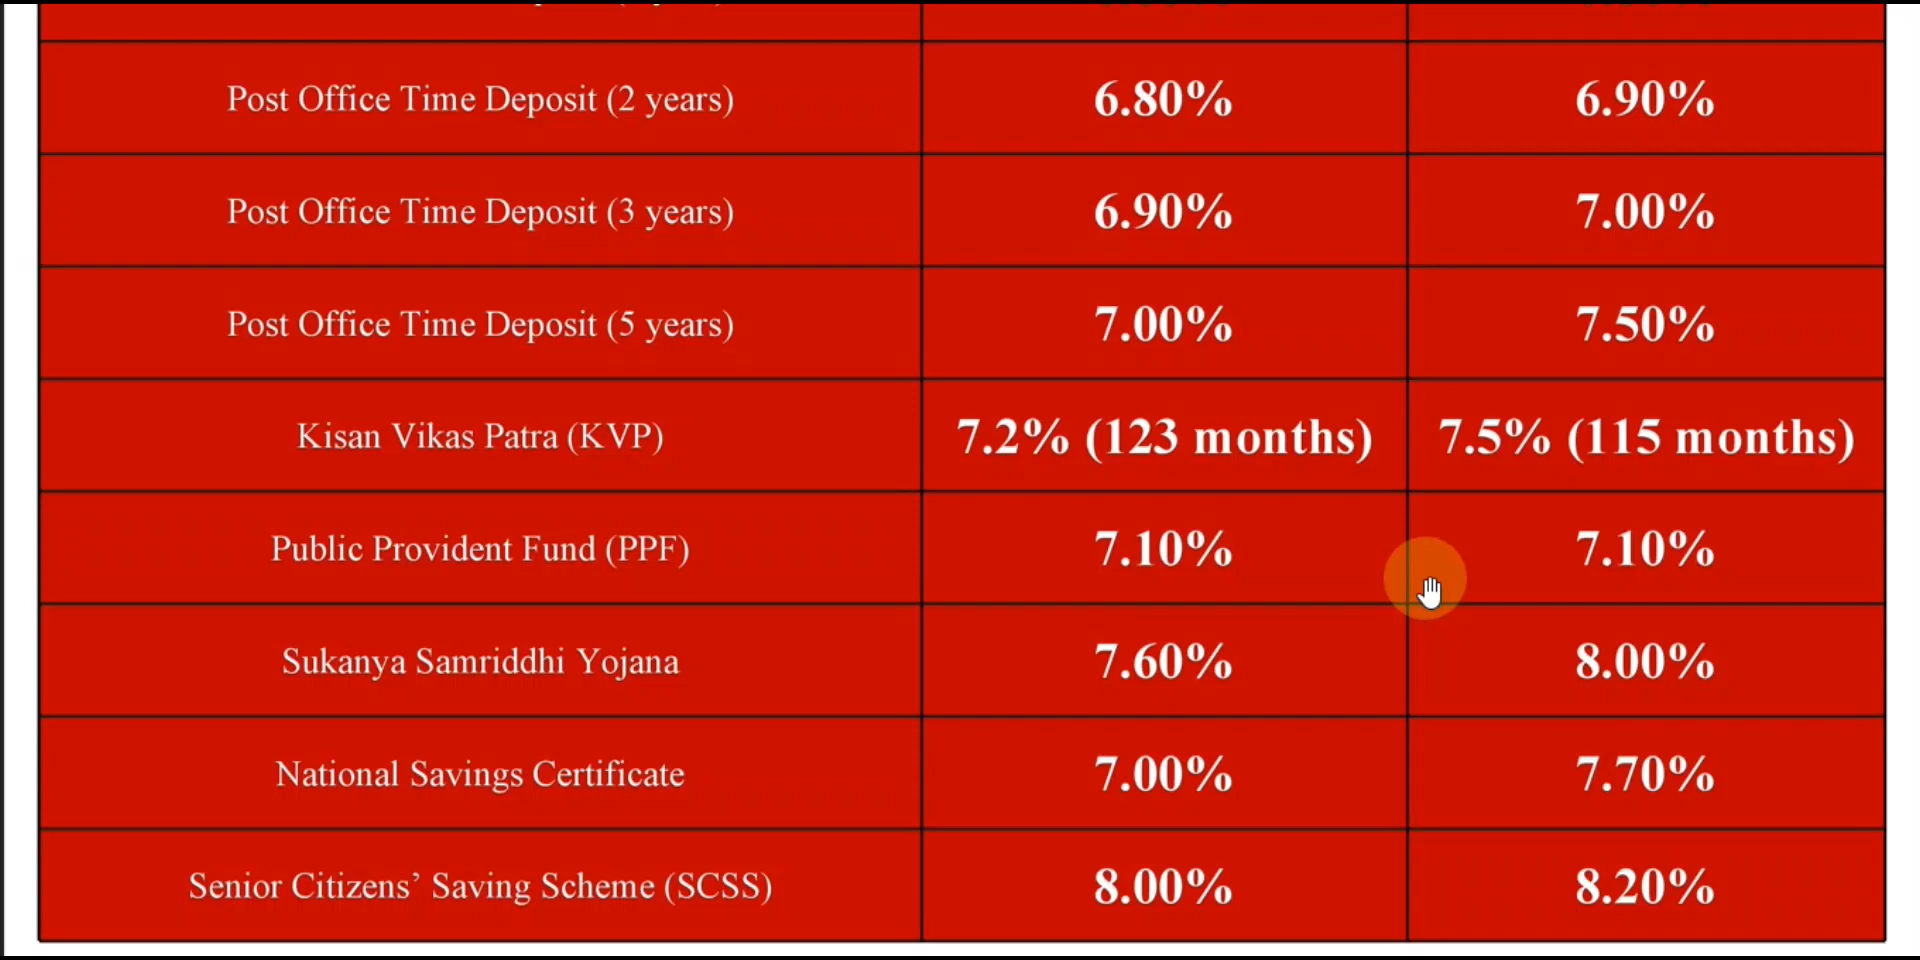 Post Office Time Deposit (2 years) 6.80% 6.90%
Post Office Time Deposit (3 years) 6.90% 7.00%
Post Office Time Deposit (5 years) 7.00% 7.50%
Kisan Vikas Patra (KVP) 7.2% (123 months) 7.5% (115 months)
Public Provident Fund (PPF) 7.10% 7.10%
Sukanya Samriddhi Yojana 7.60% 8.00%
National Savings Certificate 7.00% 7.70%
Senior Citizens’ Saving Scheme (SCSS) 8.00% 8.20%